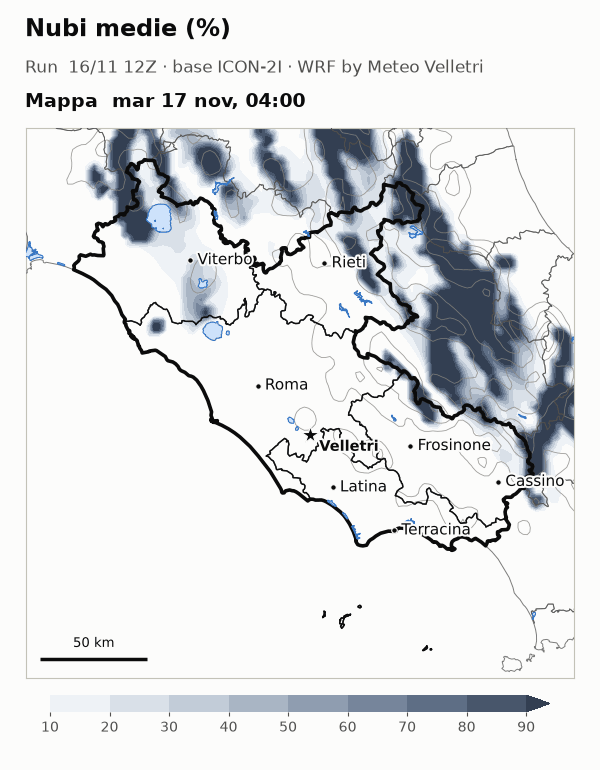 Nubi medie (%)
Run  16/11 12Z · base ICON-2I · WRF by Meteo Velletri
Mappa  mar 17 nov, 04:00
Viterbo
Rieti
Roma
Velletri
Frosinone
Cassino
Latina
Terracina
50 km
10 20 30 40 50 60 70 80 90